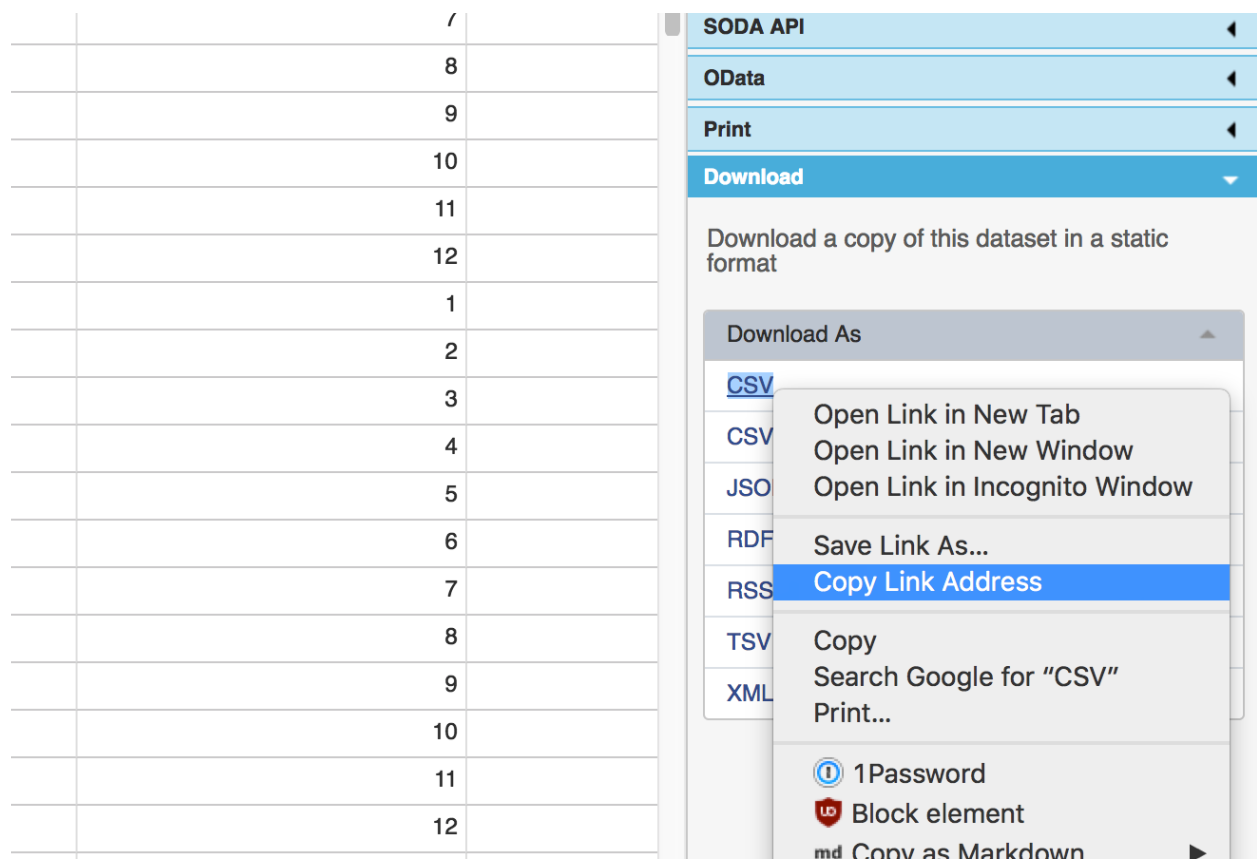 7
8
9
10
11
12
1
2
3
4
5
6
7
8
9
10
11
12
SODA API
OData
Print
Download
Download a copy of this dataset in a static
format
Download As
CSV
CSV
JSO
RDF
RSS
TSV
XML
Open Link in New Tab
Open Link in New Window
Open Link in Incognito Window
Save Link As...
Copy Link Address
Copy
Search Google for “CSV”
Print...
1Password
Block element
md Copy as Markdown